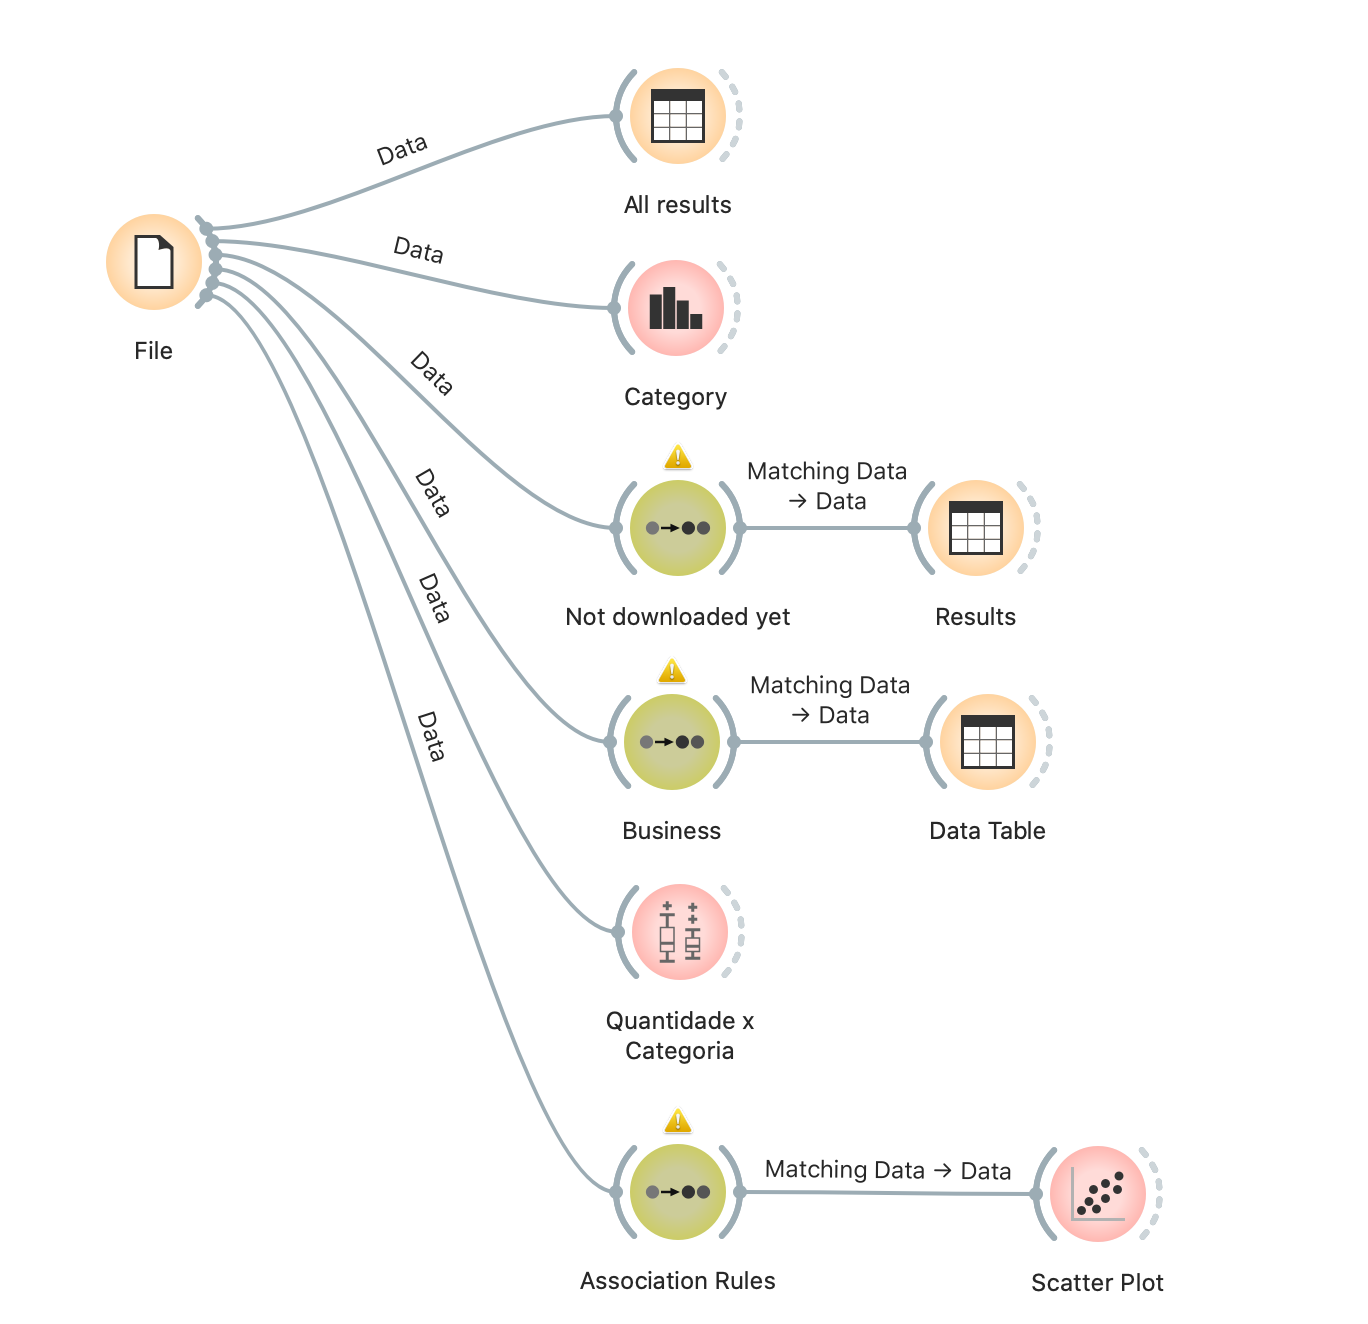 Data
All results
File
Data
Category
Data
Matching Data
→ Data
Not downloaded yet
Results
Data
Matching Data
→ Data
Business
Data Table
Data
Quantidade x
Categoria
Data
Matching Data → Data
Association Rules
Scatter Plot